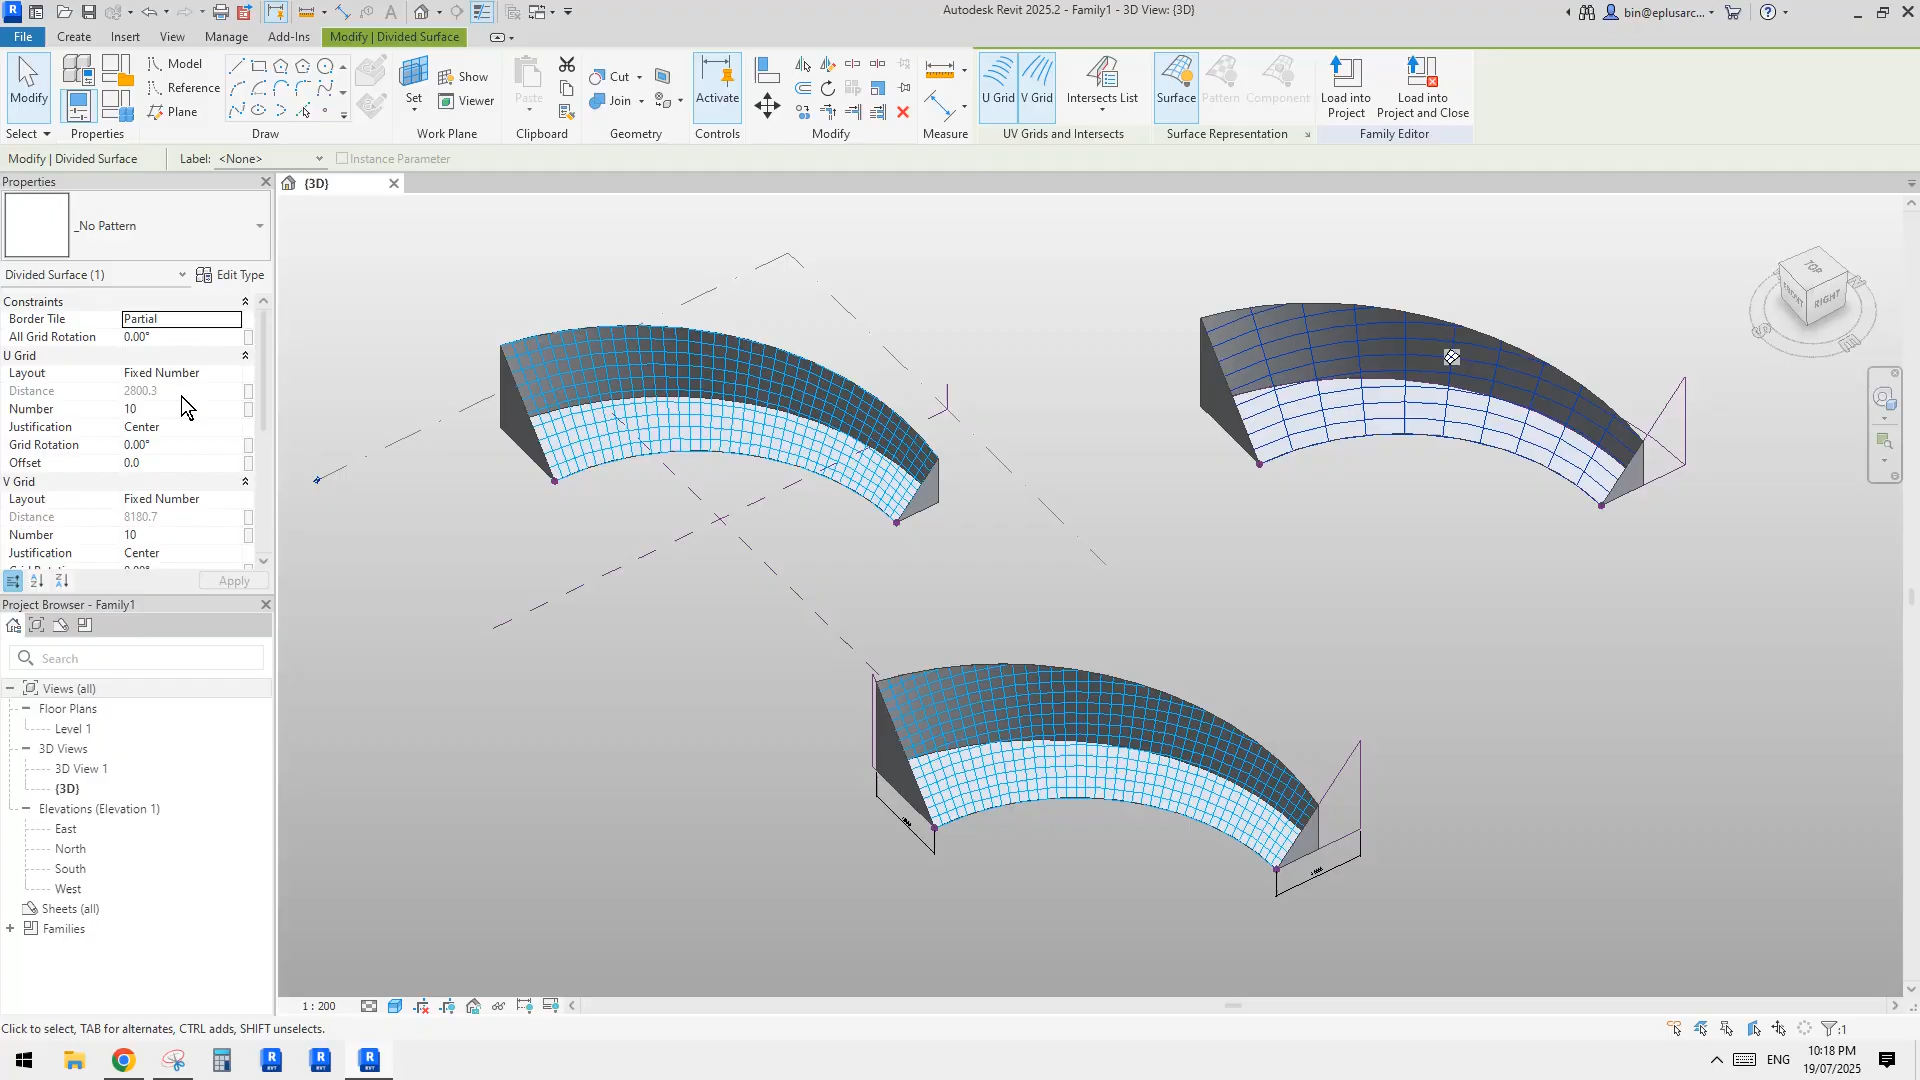 Autodesk Revit 2025.2 - Family1 - 3D View: {3D}
bin@eplusarc...
File
Create
Insert
View
Manage
Add-Ins
Modify | Divided Surface
Modify
Select
Properties
Model
Reference
Plane
Draw
Set
Show
Viewer
Work Plane
Paste
Clipboard
Cut
Join
Geometry
Activate
Controls
Modify
Measure
U Grid
V Grid
Intersects List
UV Grids and Intersects
Surface
Pattern
Component
Surface Representation
Load into
Project
Load into
Project and Close
Family Editor
Modify | Divided Surface
Label:
<None>
Instance Parameter
Properties
{3D}
_No Pattern
Divided Surface (1)
Edit Type
Constraints
Border Tile
Partial
All Grid Rotation
0.00°
U Grid
Layout
Fixed Number
Distance
2800.3
Number
10
Justification
Center
Grid Rotation
0.00°
Offset
0.0
V Grid
Layout
Fixed Number
Distance
8180.7
Number
10
Justification
Center
Apply
Project Browser - Family1
Search
Views (all)
Floor Plans
Level 1
3D Views
3D View 1
{3D}
Elevations (Elevation 1)
East
North
South
West
Sheets (all)
Families
TOP
FRONT
RIGHT
1 : 200
Click to select, TAB for alternates, CTRL adds, SHIFT unselects.
:1
ENG
10:18 PM
19/07/2025